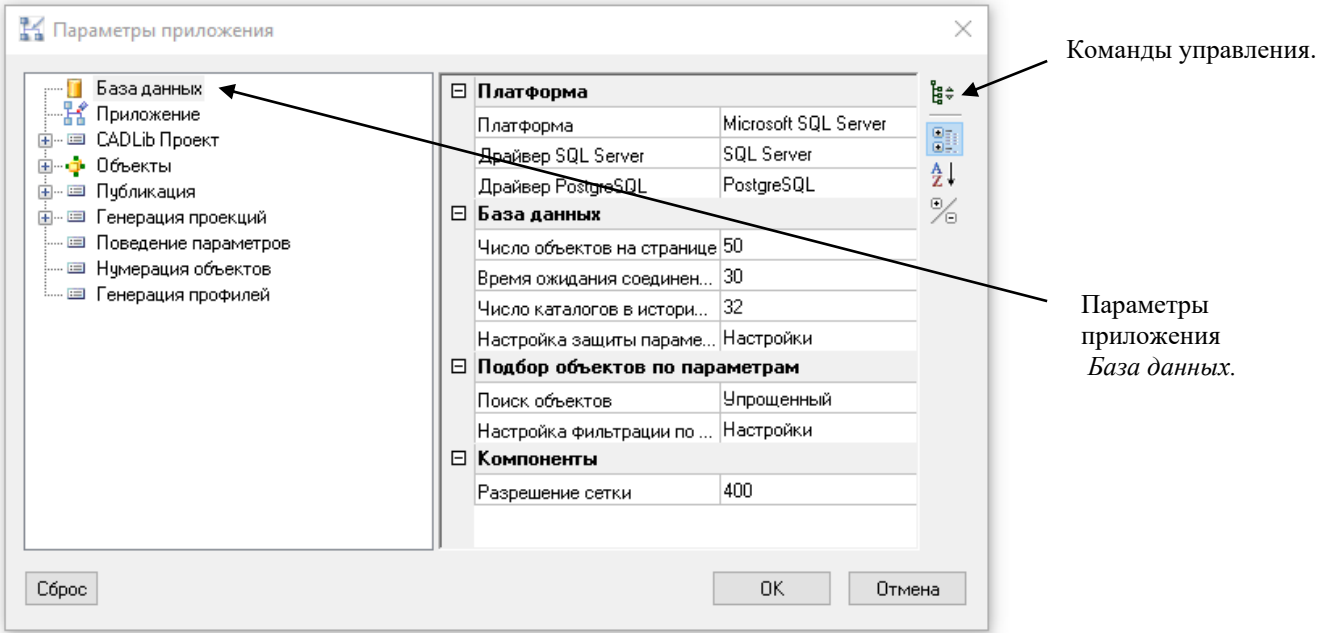 Параметры приложения
База данных
Приложение
CADLib Проект
Объекты
Публикация
Генерация проекций
Поведение параметров
Нумерация объектов
Генерация профилей
Платформа
Платформа Microsoft SQL Server
Драйвер SQL Server SQL Server
Драйвер PostgreSQL PostgreSQL
База данных
Число объектов на странице 50
Время ожидания соединен... 30
Число каталогов в истори... 32
Настройка защиты параме... Настройки
Подбор объектов по параметрам
Поиск объектов Упрощенный
Настройка фильтрации по ... Настройки
Компоненты
Разрешение сетки 400
Сброс
OK
Отмена
Команды управления.
Параметры
приложения
База данных.